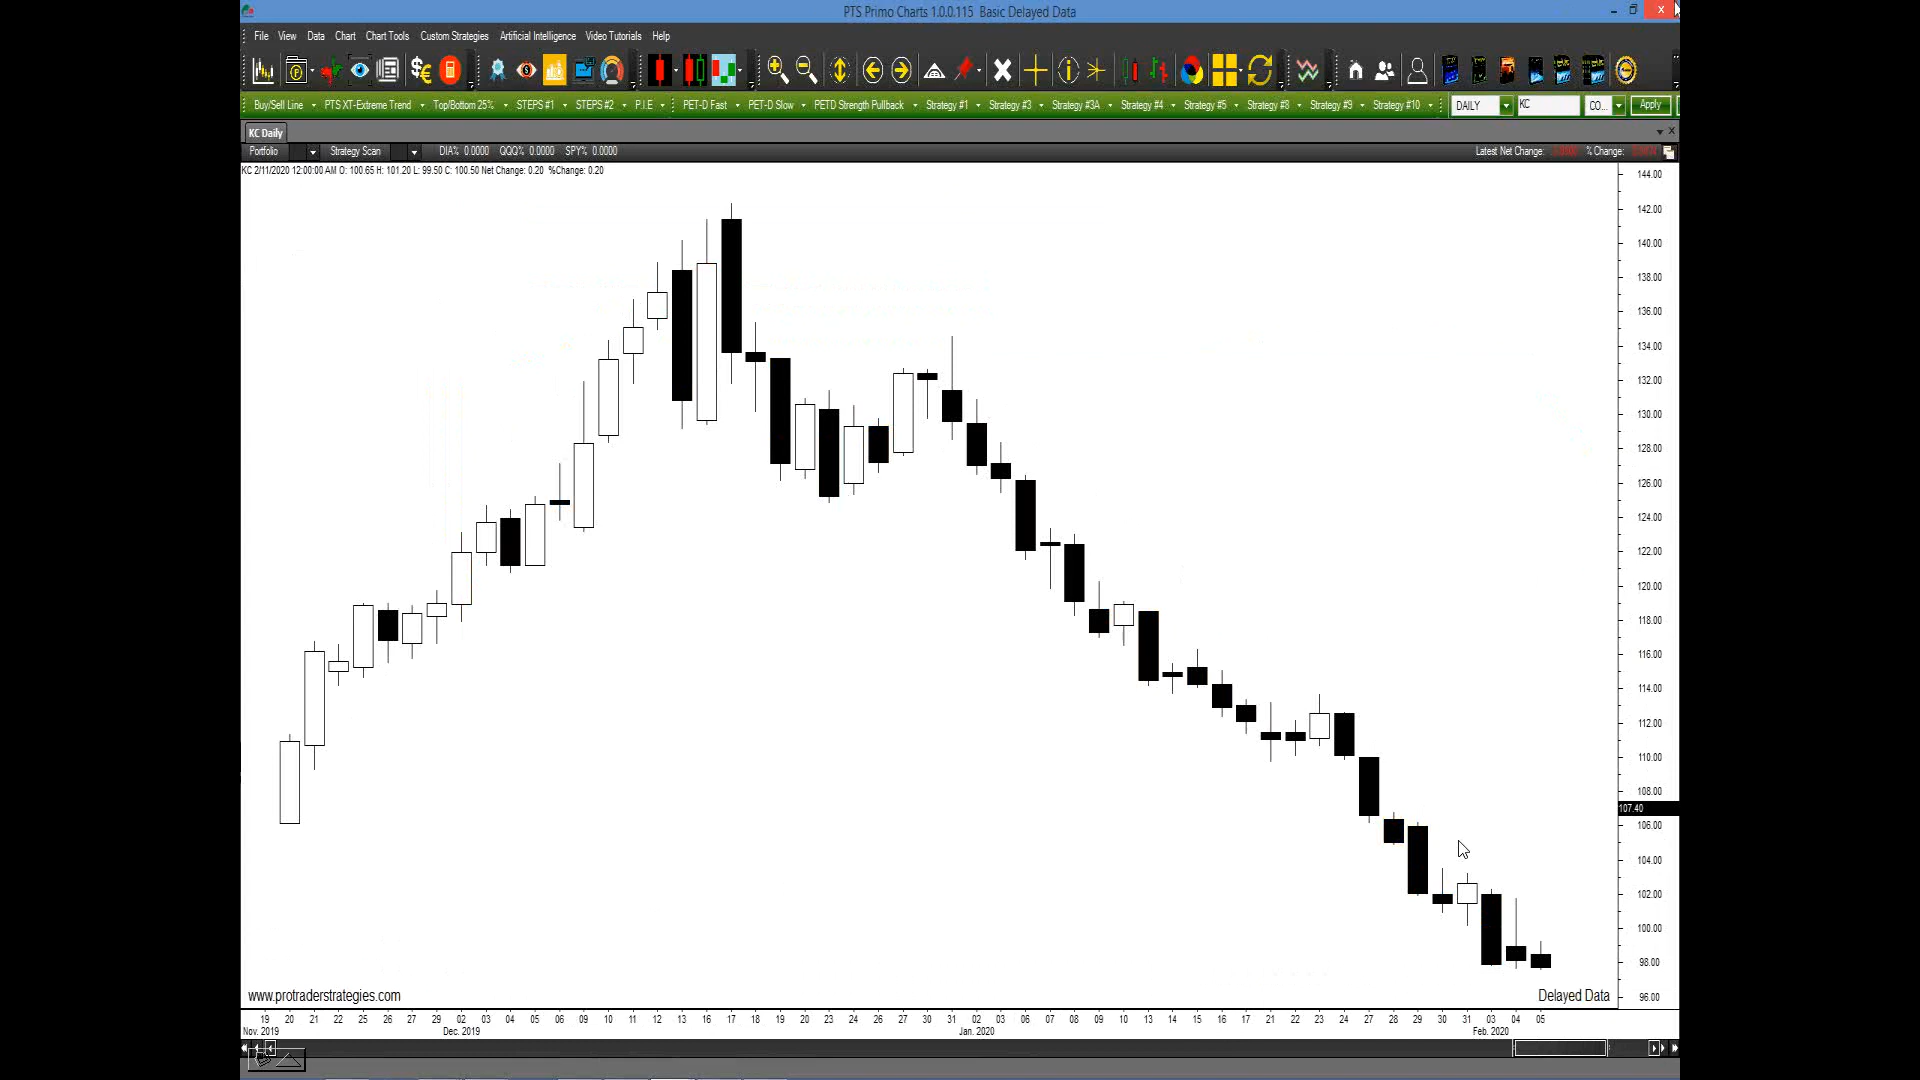 PTS Primo Charts 1.0.0.115 Basic Delayed Data
File View Data Chart Chart Tools Custom Strategies Artificial Intelligence Video Tutorials Help
Buy/Sell Line PTS XT-Extreme Trend Top/Bottom 25% STEPS #1 STEPS #2 P.I.E PET-D Fast PET-D Slow PETD Strength Pullback Strategy #1 Strategy #3 Strategy #3A Strategy #4 Strategy #5 Strategy #8 Strategy #9 Strategy #10 DAILY KC CO... Apply
KC Daily
Portfolio Strategy Scan DIA% 0.0000 QQQ% 0.0000 SPY% 0.0000 Latest Net Change: % Change:
KC 2/11/2020 12:00:00 AM O: 100.65 H: 101.20 L: 99.50 C: 100.50 Net Change: 0.20 %Change: 0.20
144.00
142.00
140.00
138.00
136.00
134.00
132.00
130.00
128.00
126.00
124.00
122.00
120.00
118.00
116.00
114.00
112.00
110.00
108.00
107.40
106.00
104.00
102.00
100.00
98.00
96.00
www.protraderstrategies.com Delayed Data
19 20 21 22 25 26 27 29 02 03 04 05 06 09 10 11 12 13 16 17 18 19 20 23 24 26 27 30 31 02 03 06 07 08 09 10 13 14 15 16 17 21 22 23 24 27 28 29 30 31 03 04 05
Nov. 2019 Dec. 2019 Jan. 2020 Feb. 2020